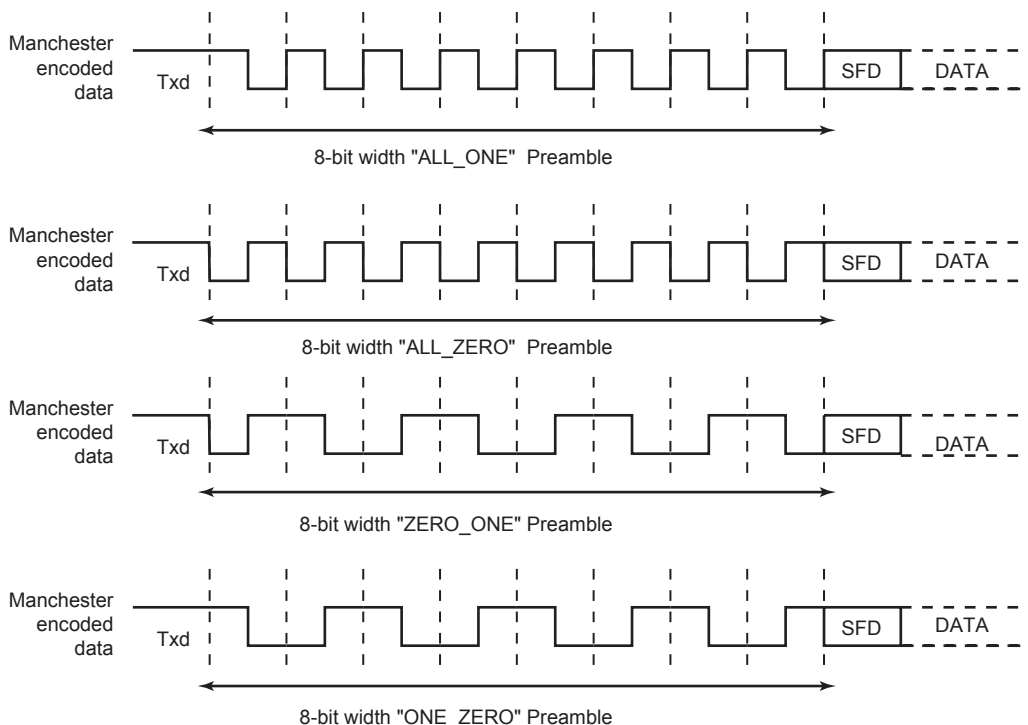 Manchester
encoded
data
Txd
SFD
DATA
8-bit width "ALL_ONE" Preamble
Manchester
encoded
data
Txd
SFD
DATA
8-bit width "ALL_ZERO" Preamble
Manchester
encoded
data
Txd
SFD
DATA
8-bit width "ZERO_ONE" Preamble
Manchester
encoded
data
Txd
SFD
DATA
8-bit width "ONE_ZERO" Preamble